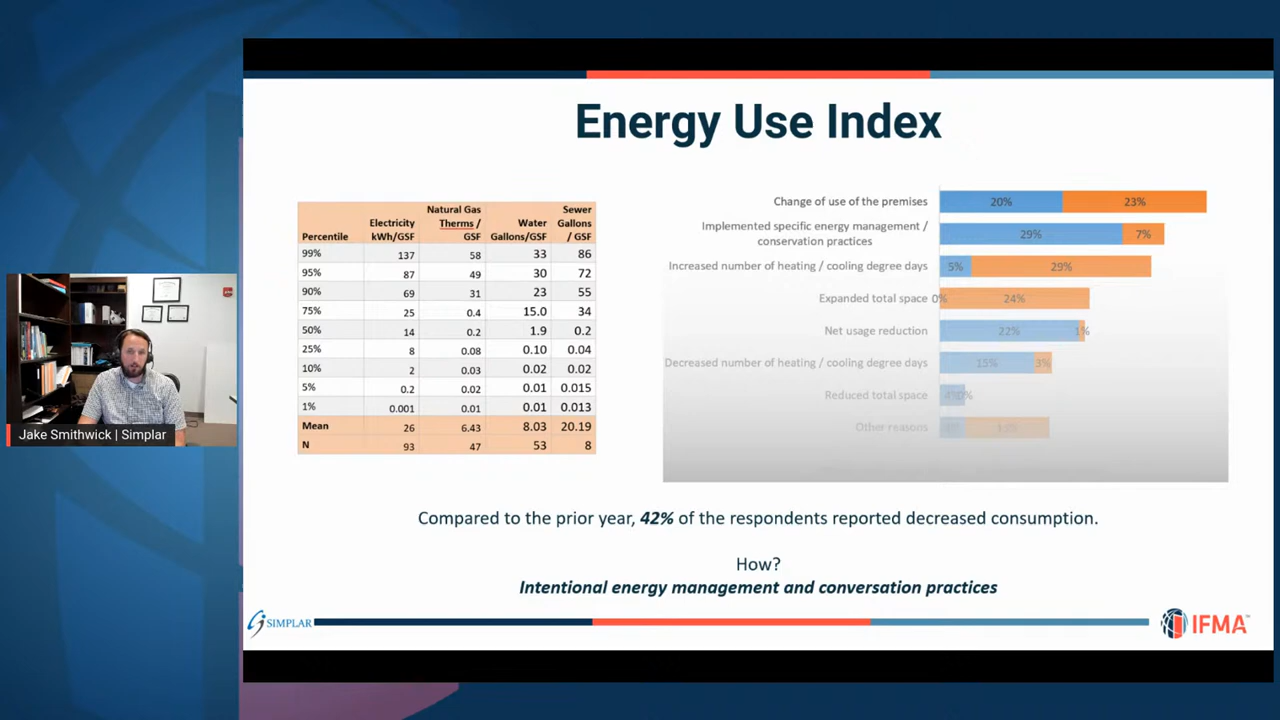 Energy Use Index
Percentile Electricity kWh/GSF Natural Gas Therms / GSF Water Gallons/GSF Sewer Gallons / GSF
99% 137 58 33 86
95% 87 49 30 72
90% 69 31 23 55
75% 25 0.4 15.0 34
50% 14 0.2 1.9 0.2
25% 8 0.08 0.10 0.04
10% 2 0.03 0.02 0.02
5% 0.2 0.02 0.01 0.015
1% 0.001 0.01 0.01 0.013
Mean 26 6.43 8.03 20.19
N 93 47 53 8
Change of use of the premises 20% 23%
Implemented specific energy management /
conservation practices 29% 7%
Increased number of heating / cooling degree days 5% 29%
Expanded total space 0% 24%
Net usage reduction 22% 1%
Decreased number of heating / cooling degree days 15% 3%
Reduced total space
Other reasons
Compared to the prior year, 42% of the respondents reported decreased consumption.
How?
Intentional energy management and conversation practices
SIMPLAR
IFMA
Jake Smithwick | Simplar